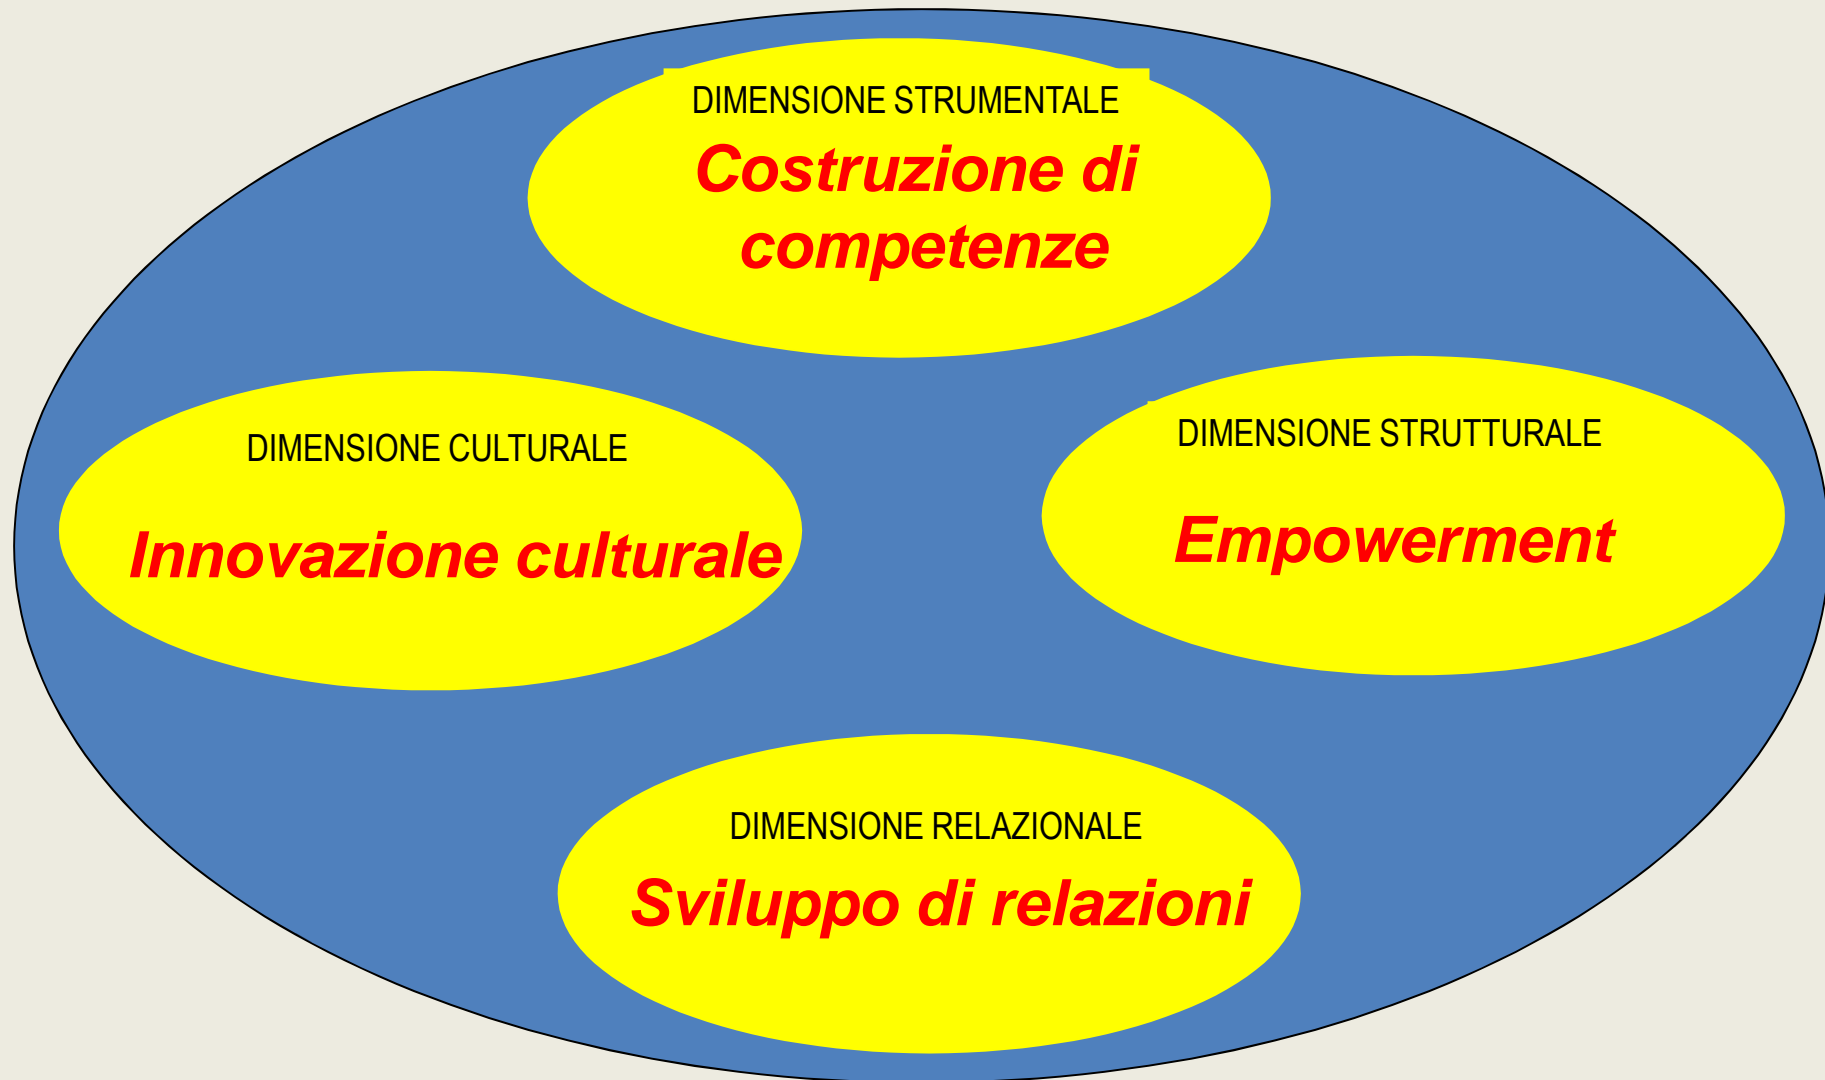 DIMENSIONE STRUMENTALE
Costruzione di
competenze
DIMENSIONE CULTURALE
Innovazione culturale
DIMENSIONE STRUTTURALE
Empowerment
DIMENSIONE RELAZIONALE
Sviluppo di relazioni